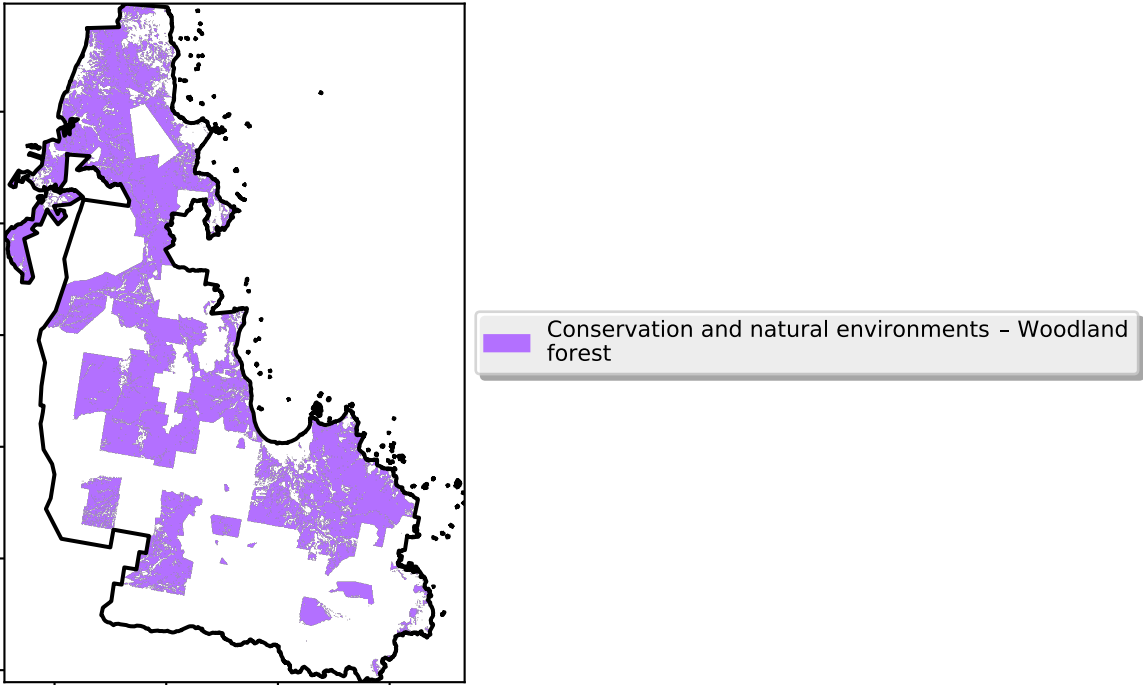 Conservation and natural environments – Woodland
forest